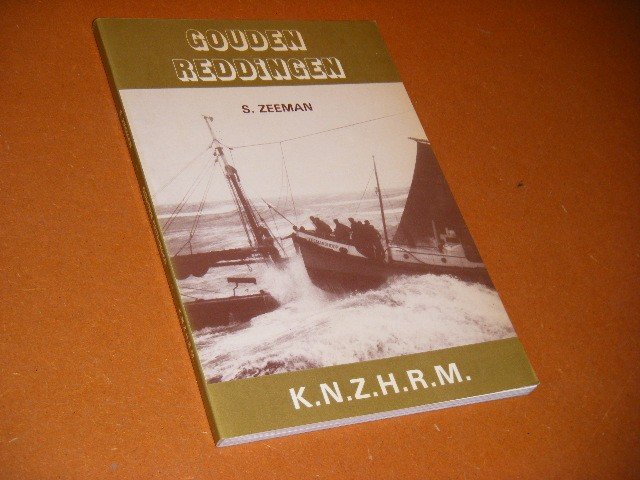 GOUDEN
REDDINGEN
S. ZEEMAN
K.N.Z.H.R.M.